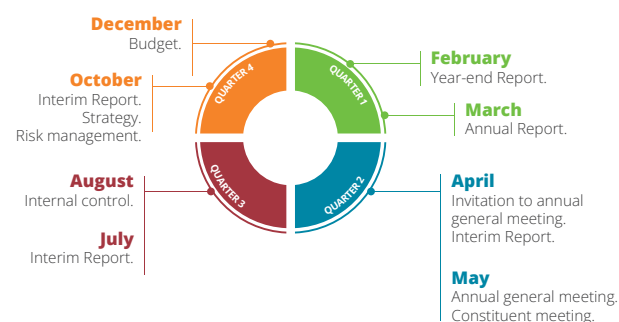 December
Budget.
October
Interim Report.
Strategy.
Risk management.
August
Internal control.
July
Interim Report.
QUARTER 4
QUARTER 1
QUARTER 3
QUARTER 2
February
Year-end Report.
March
Annual Report.
April
Invitation to annual
general meeting.
Interim Report.
May
Annual general meeting.
Constituent meeting.